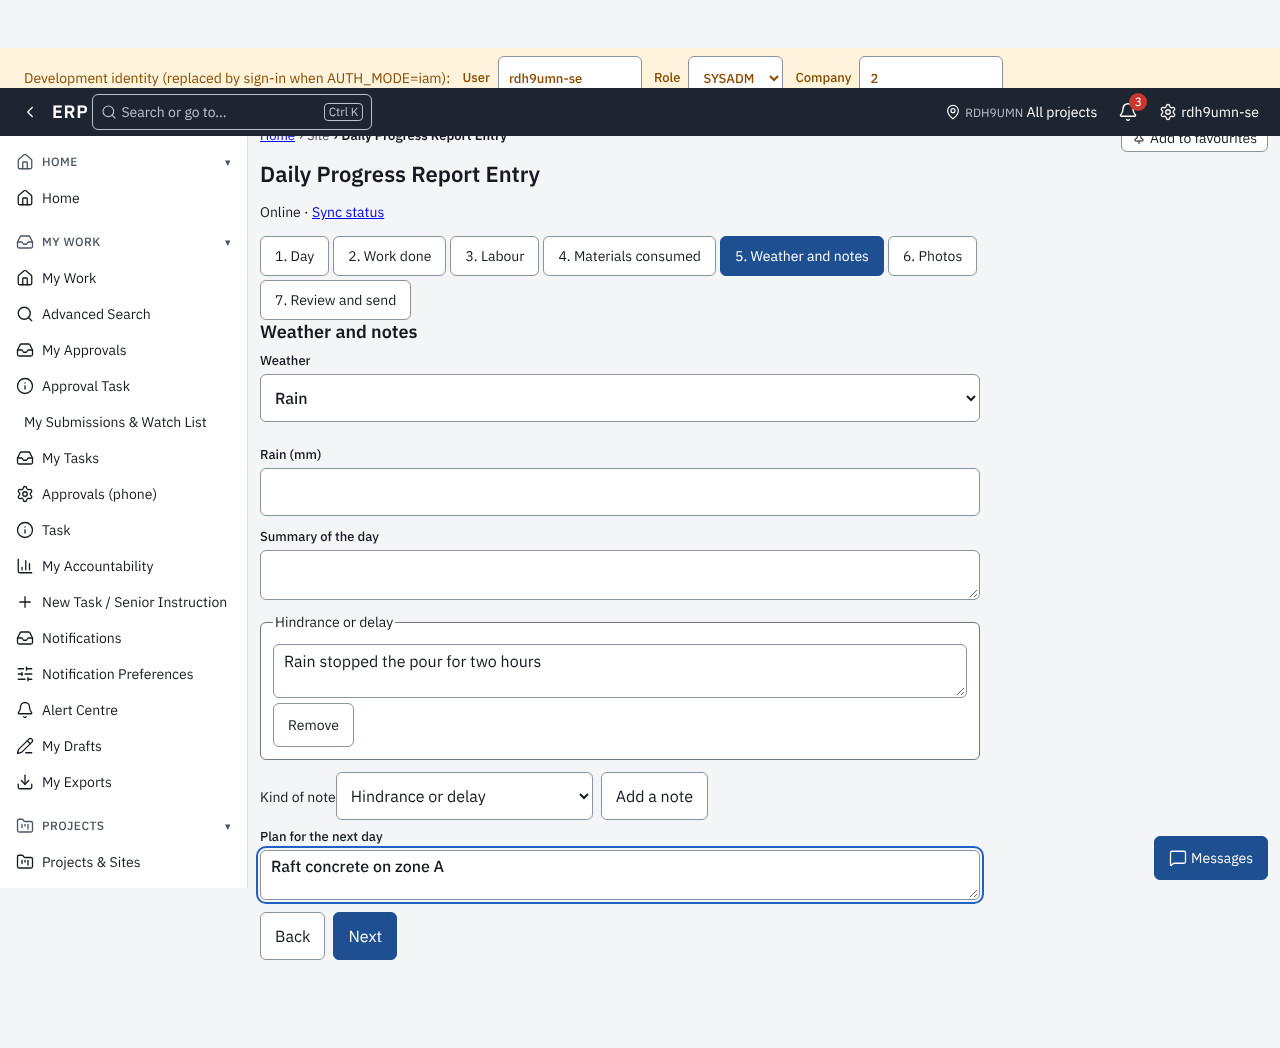 Development identity (replaced by sign-in when AUTH_MODE=iam): User rdh9umn-se Role SYSADM Company 2
ERP Search or go to... Ctrl K RDH9UMN All projects 3 rdh9umn-se
Home › Site › Daily Progress Report Entry Add to favourites
HOME
Home
MY WORK
My Work
Advanced Search
My Approvals
Approval Task
My Submissions & Watch List
My Tasks
Approvals (phone)
Task
My Accountability
New Task / Senior Instruction
Notifications
Notification Preferences
Alert Centre
My Drafts
My Exports
PROJECTS
Projects & Sites
Daily Progress Report Entry
Online · Sync status
1. Day 2. Work done 3. Labour 4. Materials consumed 5. Weather and notes 6. Photos
7. Review and send
Weather and notes
Weather
Rain
Rain (mm)
Summary of the day
Hindrance or delay
Rain stopped the pour for two hours
Remove
Kind of note Hindrance or delay Add a note
Plan for the next day
Raft concrete on zone A
Back Next
Messages